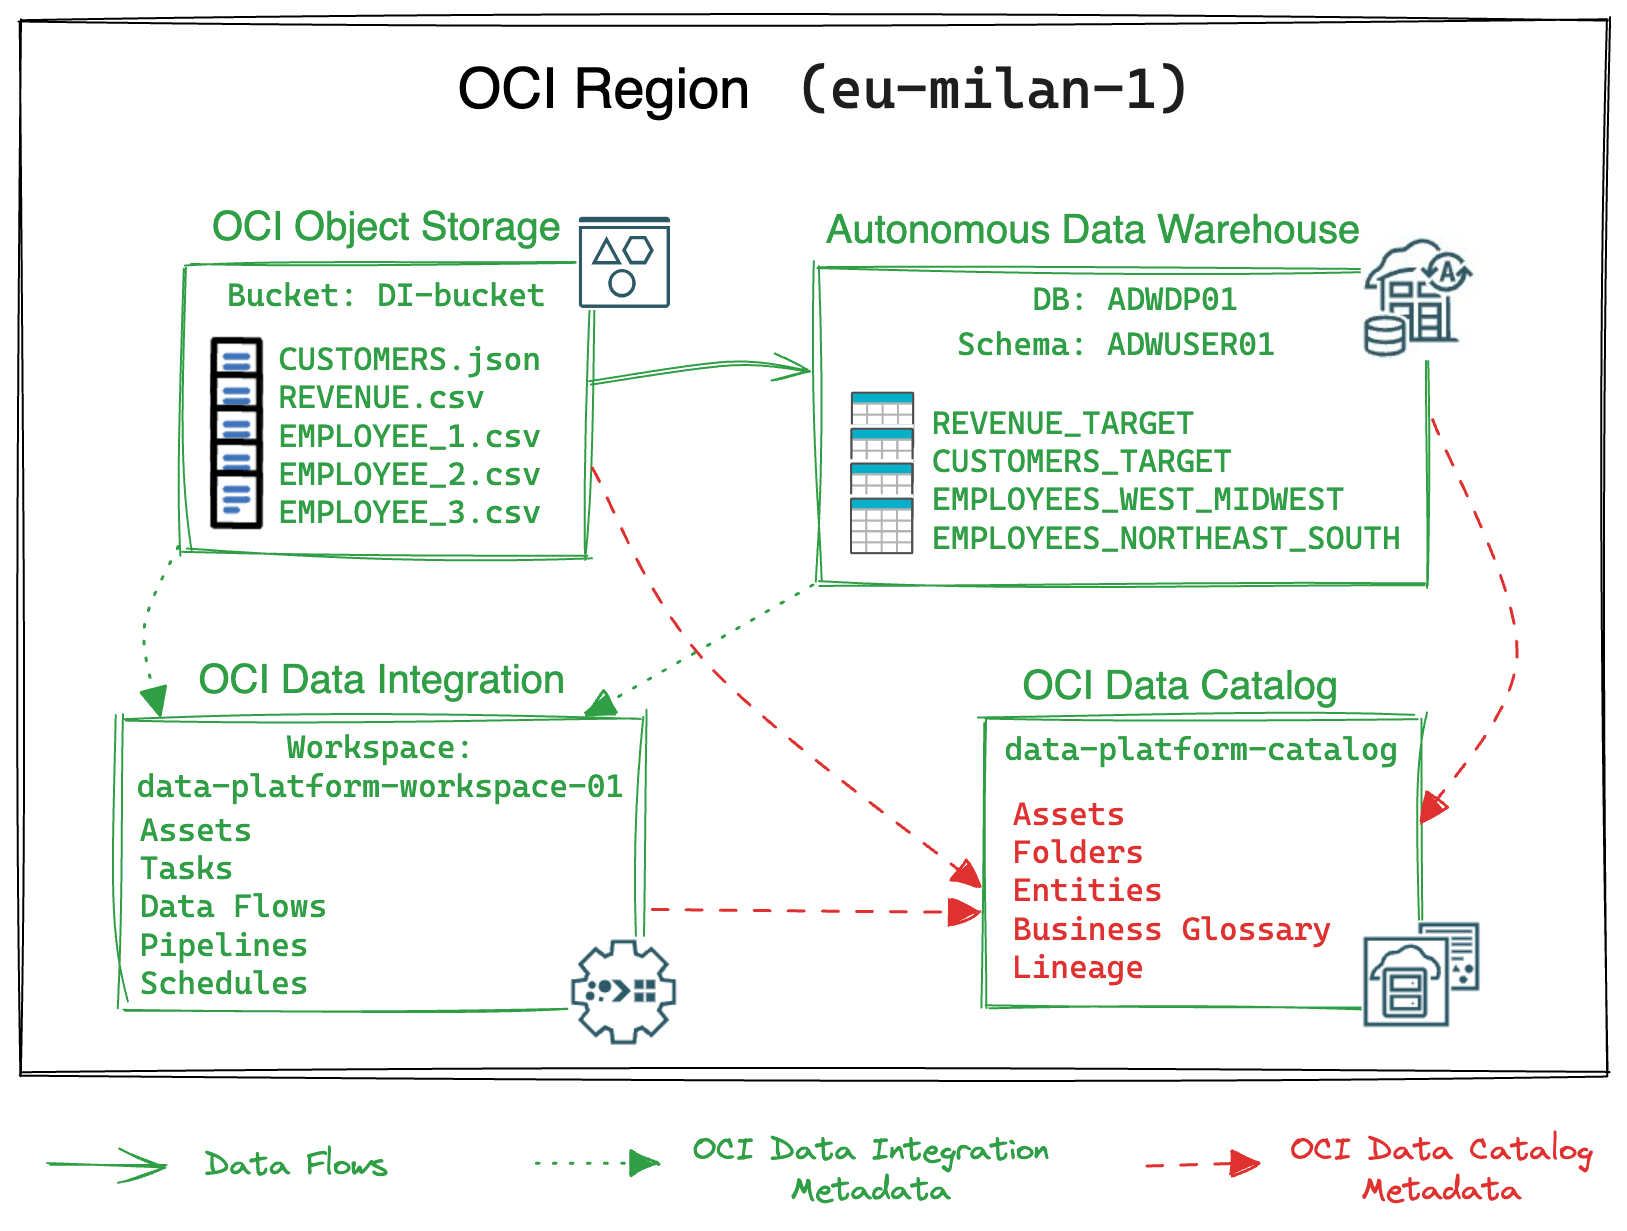 OCI Region (eu-milan-1)
OCI Object Storage
Bucket: DI-bucket
CUSTOMERS.json
REVENUE.csv
EMPLOYEE_1.csv
EMPLOYEE_2.csv
EMPLOYEE_3.csv
Autonomous Data Warehouse
A
DB: ADWDP01
Schema: ADWUSER01
REVENUE_TARGET
CUSTOMERS_TARGET
EMPLOYEES_WEST_MIDWEST
EMPLOYEES_NORTHEAST_SOUTH
OCI Data Integration
Workspace:
data-platform-workspace-01
Assets
Tasks
Data Flows
Pipelines
Schedules
OCI Data Catalog
data-platform-catalog
Assets
Folders
Entities
Business Glossary
Lineage
Data Flows
OCI Data Integration
Metadata
OCI Data Catalog
Metadata